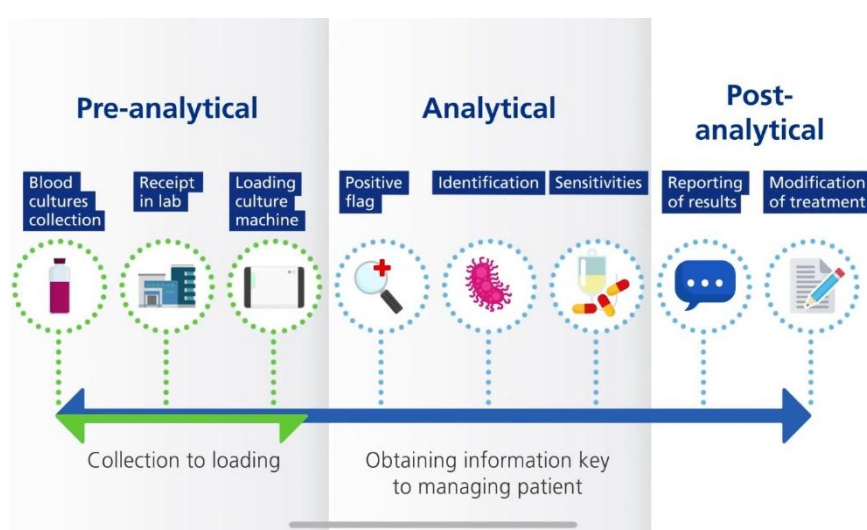 Pre-analytical
Analytical
Post-
analytical
Blood
cultures
collection
Receipt
in lab
Loading
culture
machine
Positive
flag
Identification
Sensitivities
Reporting
of results
Modification
of treatment
Collection to loading
Obtaining information key
to managing patient